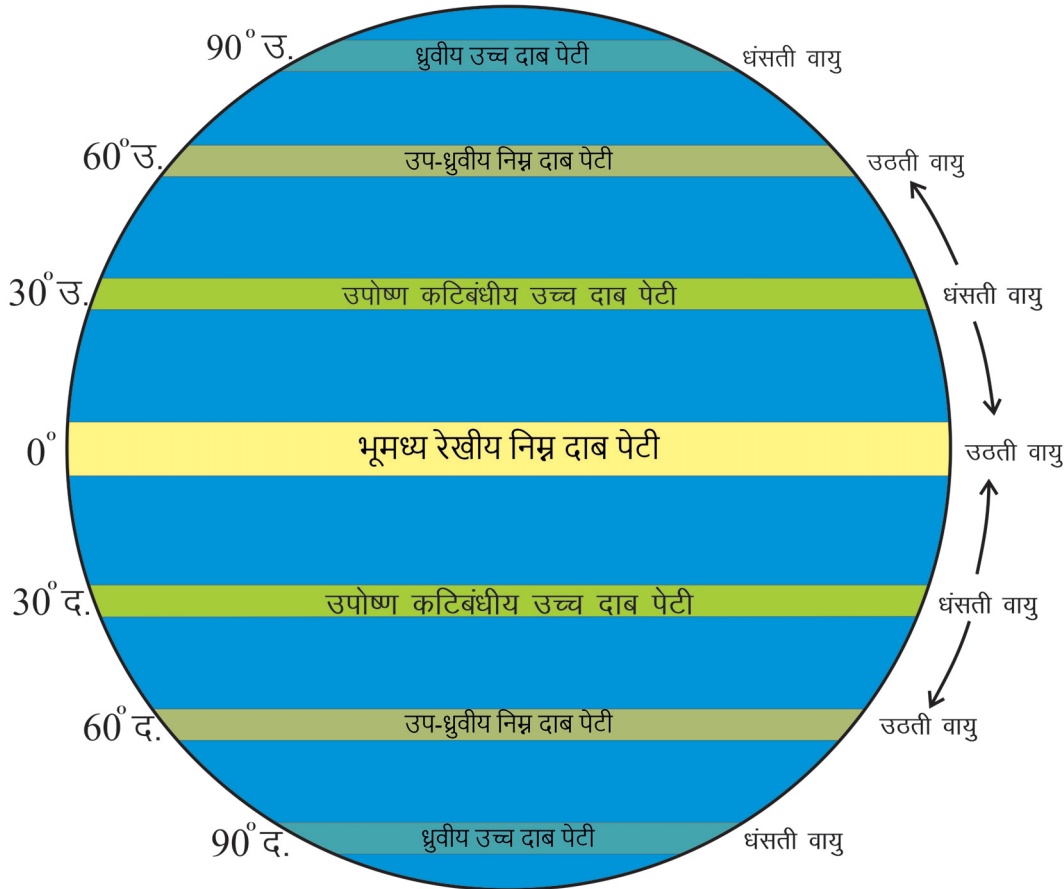 90° उ. ध्रुवीय उच्च दाब पेटी धंसती वायु
60° उ. उप-ध्रुवीय निम्न दाब पेटी उठती वायु
30° उ. उपोष्ण कटिबंधीय उच्च दाब पेटी धंसती वायु
0° भूमध्य रेखीय निम्न दाब पेटी उठती वायु
30° द. उपोष्ण कटिबंधीय उच्च दाब पेटी धंसती वायु
60° द. उप-ध्रुवीय निम्न दाब पेटी उठती वायु
90° द. ध्रुवीय उच्च दाब पेटी धंसती वायु